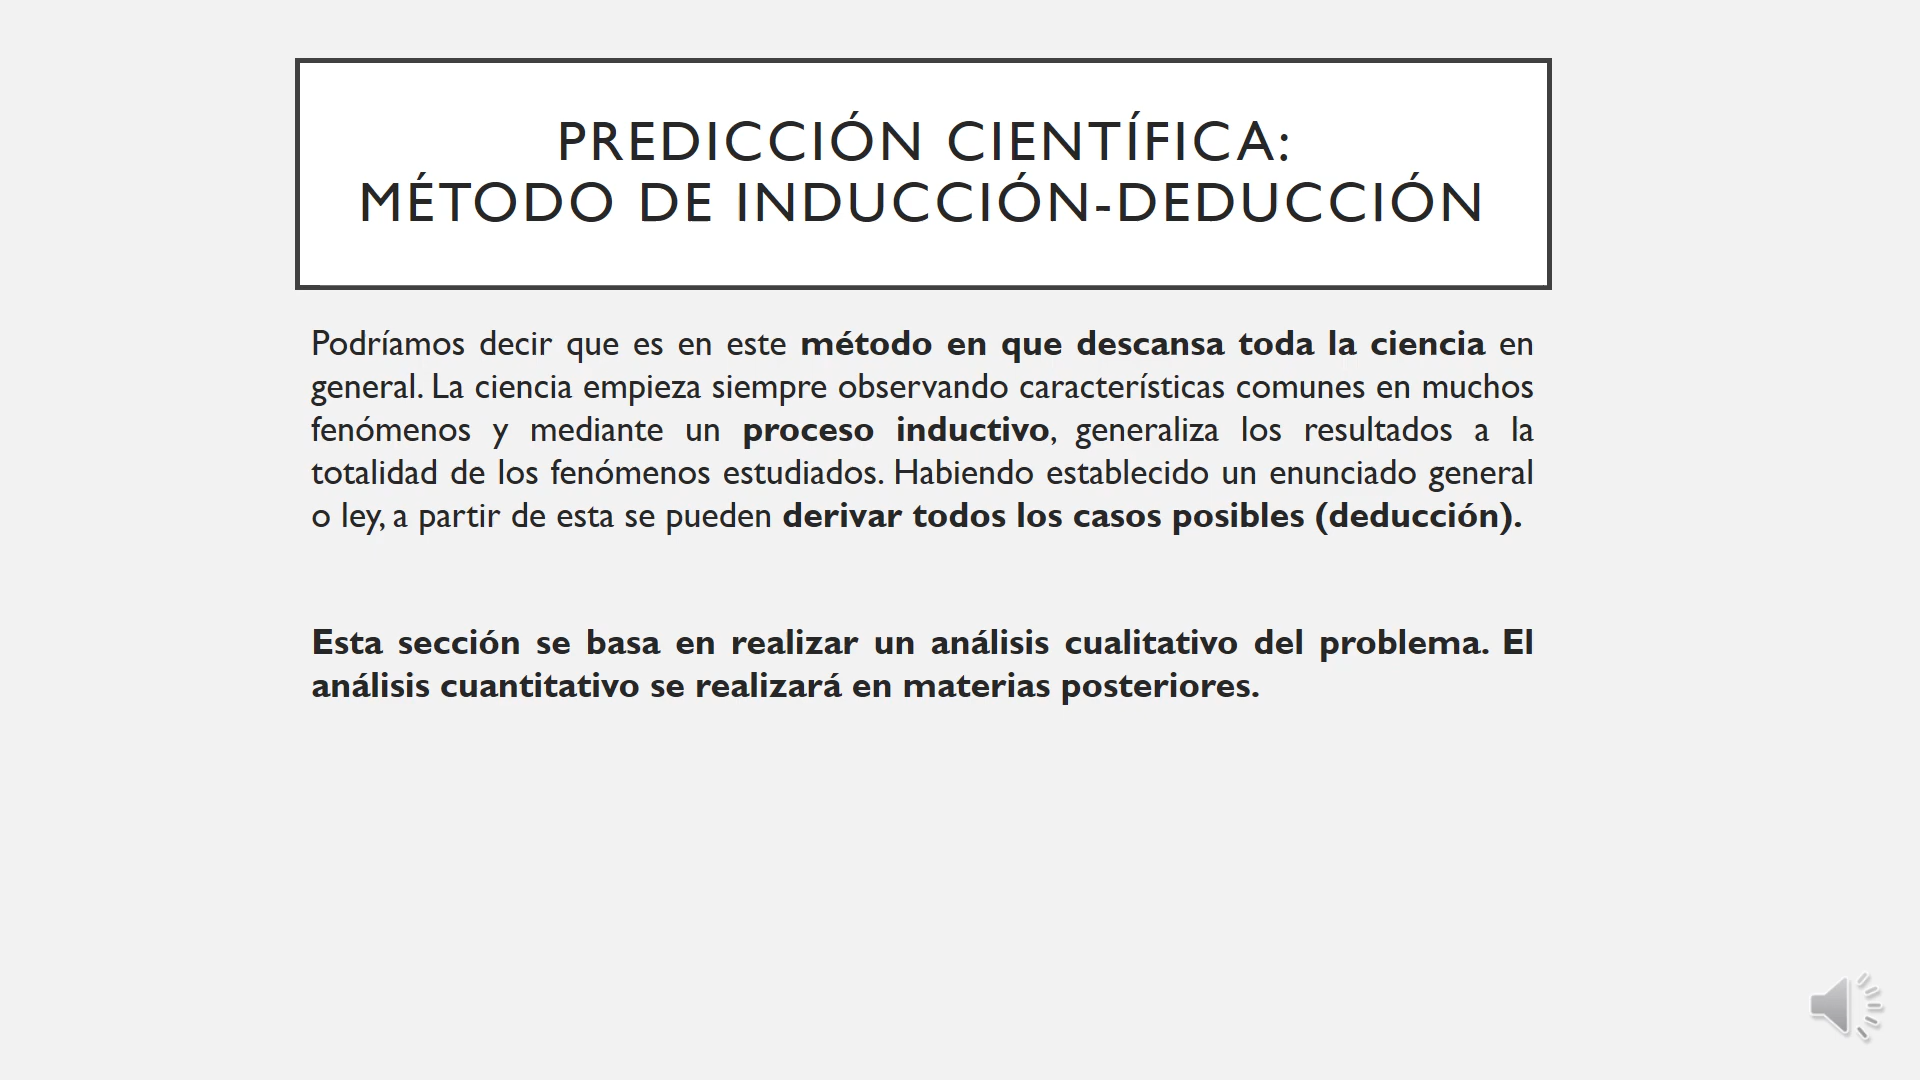 PREDICCIÓN CIENTÍFICA:
MÉTODO DE INDUCCIÓN-DEDUCCIÓN
Podríamos decir que es en este método en que descansa toda la ciencia en
general. La ciencia empieza siempre observando características comunes en muchos
fenómenos y mediante un proceso inductivo, generaliza los resultados a la
totalidad de los fenómenos estudiados. Habiendo establecido un enunciado general
o ley, a partir de esta se pueden derivar todos los casos posibles (deducción).
Esta sección se basa en realizar un análisis cualitativo del problema. El
análisis cuantitativo se realizará en materias posteriores.